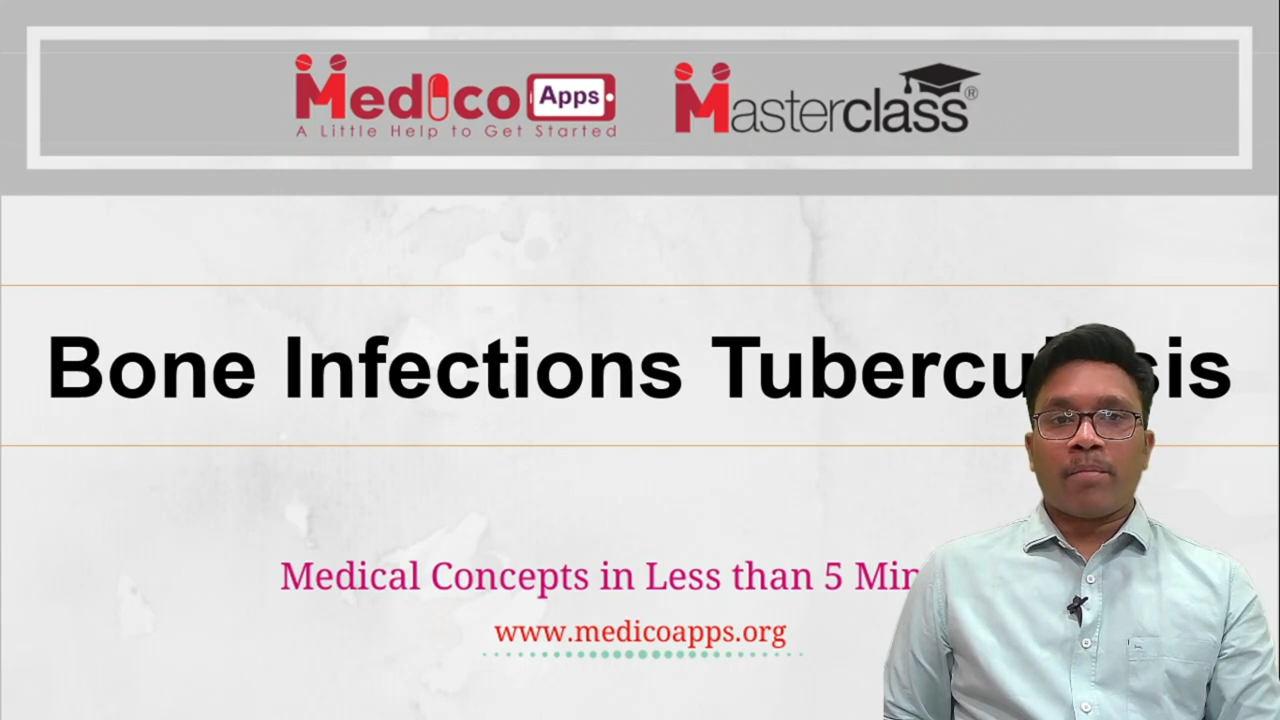 Medico Apps
A Little Help to Get Started
Masterclass®
Bone Infections Tubercu sis
Medical Concepts in Less than 5 Min
www.medicoapps.org